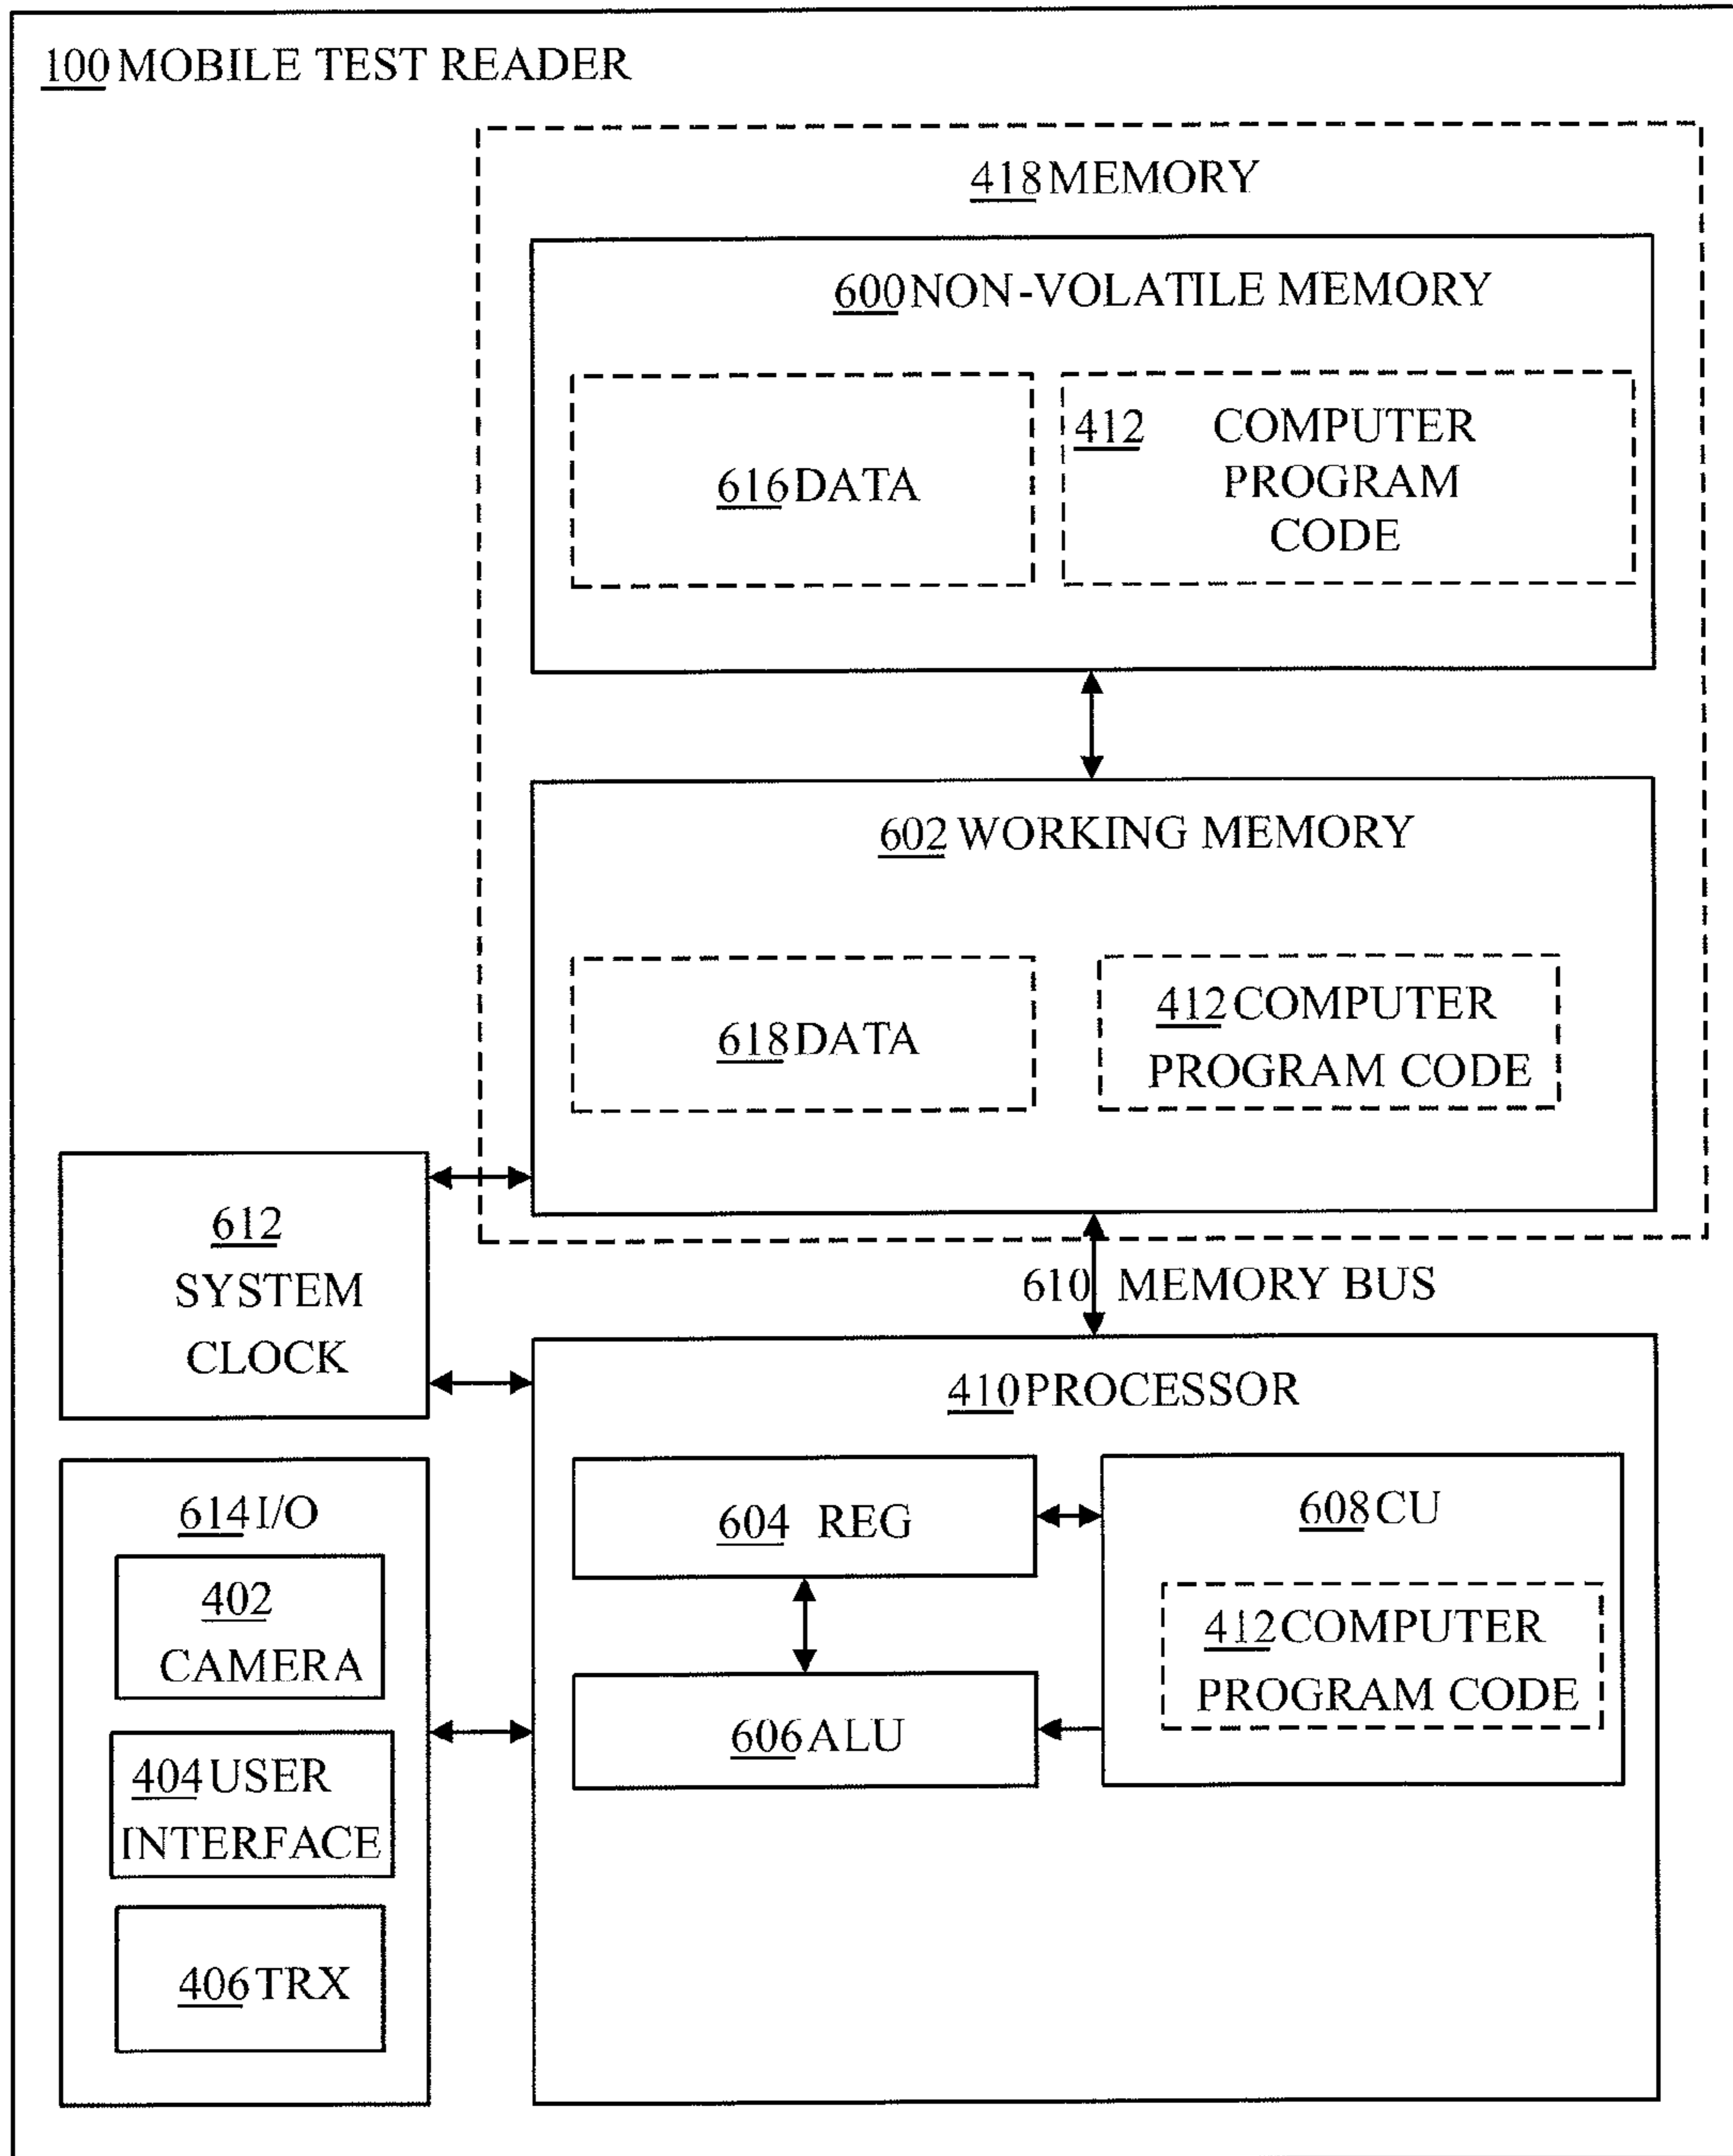 100 MOBILE TEST READER
418 MEMORY
600 NON-VOLATILE MEMORY
616 DATA
412 COMPUTER
PROGRAM
CODE
602 WORKING MEMORY
618 DATA
412 COMPUTER
PROGRAM CODE
612
SYSTEM
CLOCK
610 MEMORY BUS
410 PROCESSOR
604 REG
608 CU
412 COMPUTER
PROGRAM CODE
606 ALU
614 I/O
402
CAMERA
404 USER
INTERFACE
406 TRX